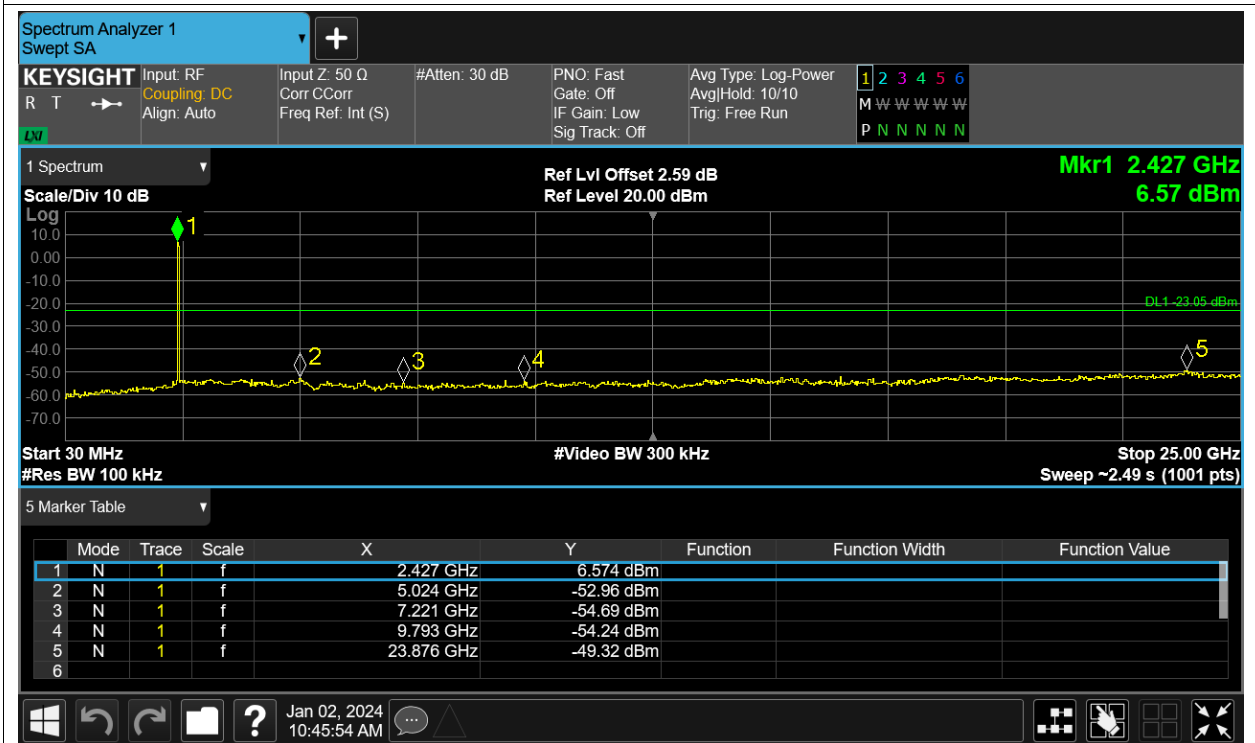 Spectrum Analyzer 1
Swept SA
KEYSIGHT
R T
LXI
Input: RF
Coupling: DC
Align: Auto
Input Z: 50 Ω
Corr CCorr
Freq Ref: Int (S)
#Atten: 30 dB
PNO: Fast
Gate: Off
IF Gain: Low
Sig Track: Off
Avg Type: Log-Power
Avg|Hold: 10/10
Trig: Free Run
1 2 3 4 5 6
M W W W W W
P N N N N N
1 Spectrum
Scale/Div 10 dB
Ref Lvl Offset 2.59 dB
Ref Level 20.00 dBm
Mkr1 2.427 GHz
6.57 dBm
Log
10.0
0.00
-10.0
-20.0
-30.0
-40.0
-50.0
-60.0
-70.0
1
2
3
4
5
DL1 -23.05 dBm
Start 30 MHz
#Video BW 300 kHz
Stop 25.00 GHz
#Res BW 100 kHz
Sweep ~2.49 s (1001 pts)
5 Marker Table
Mode Trace Scale X Y Function Function Width Function Value
1 N 1 f 2.427 GHz 6.574 dBm
2 N 1 f 5.024 GHz -52.96 dBm
3 N 1 f 7.221 GHz -54.69 dBm
4 N 1 f 9.793 GHz -54.24 dBm
5 N 1 f 23.876 GHz -49.32 dBm
6
?
Jan 02, 2024
10:45:54 AM